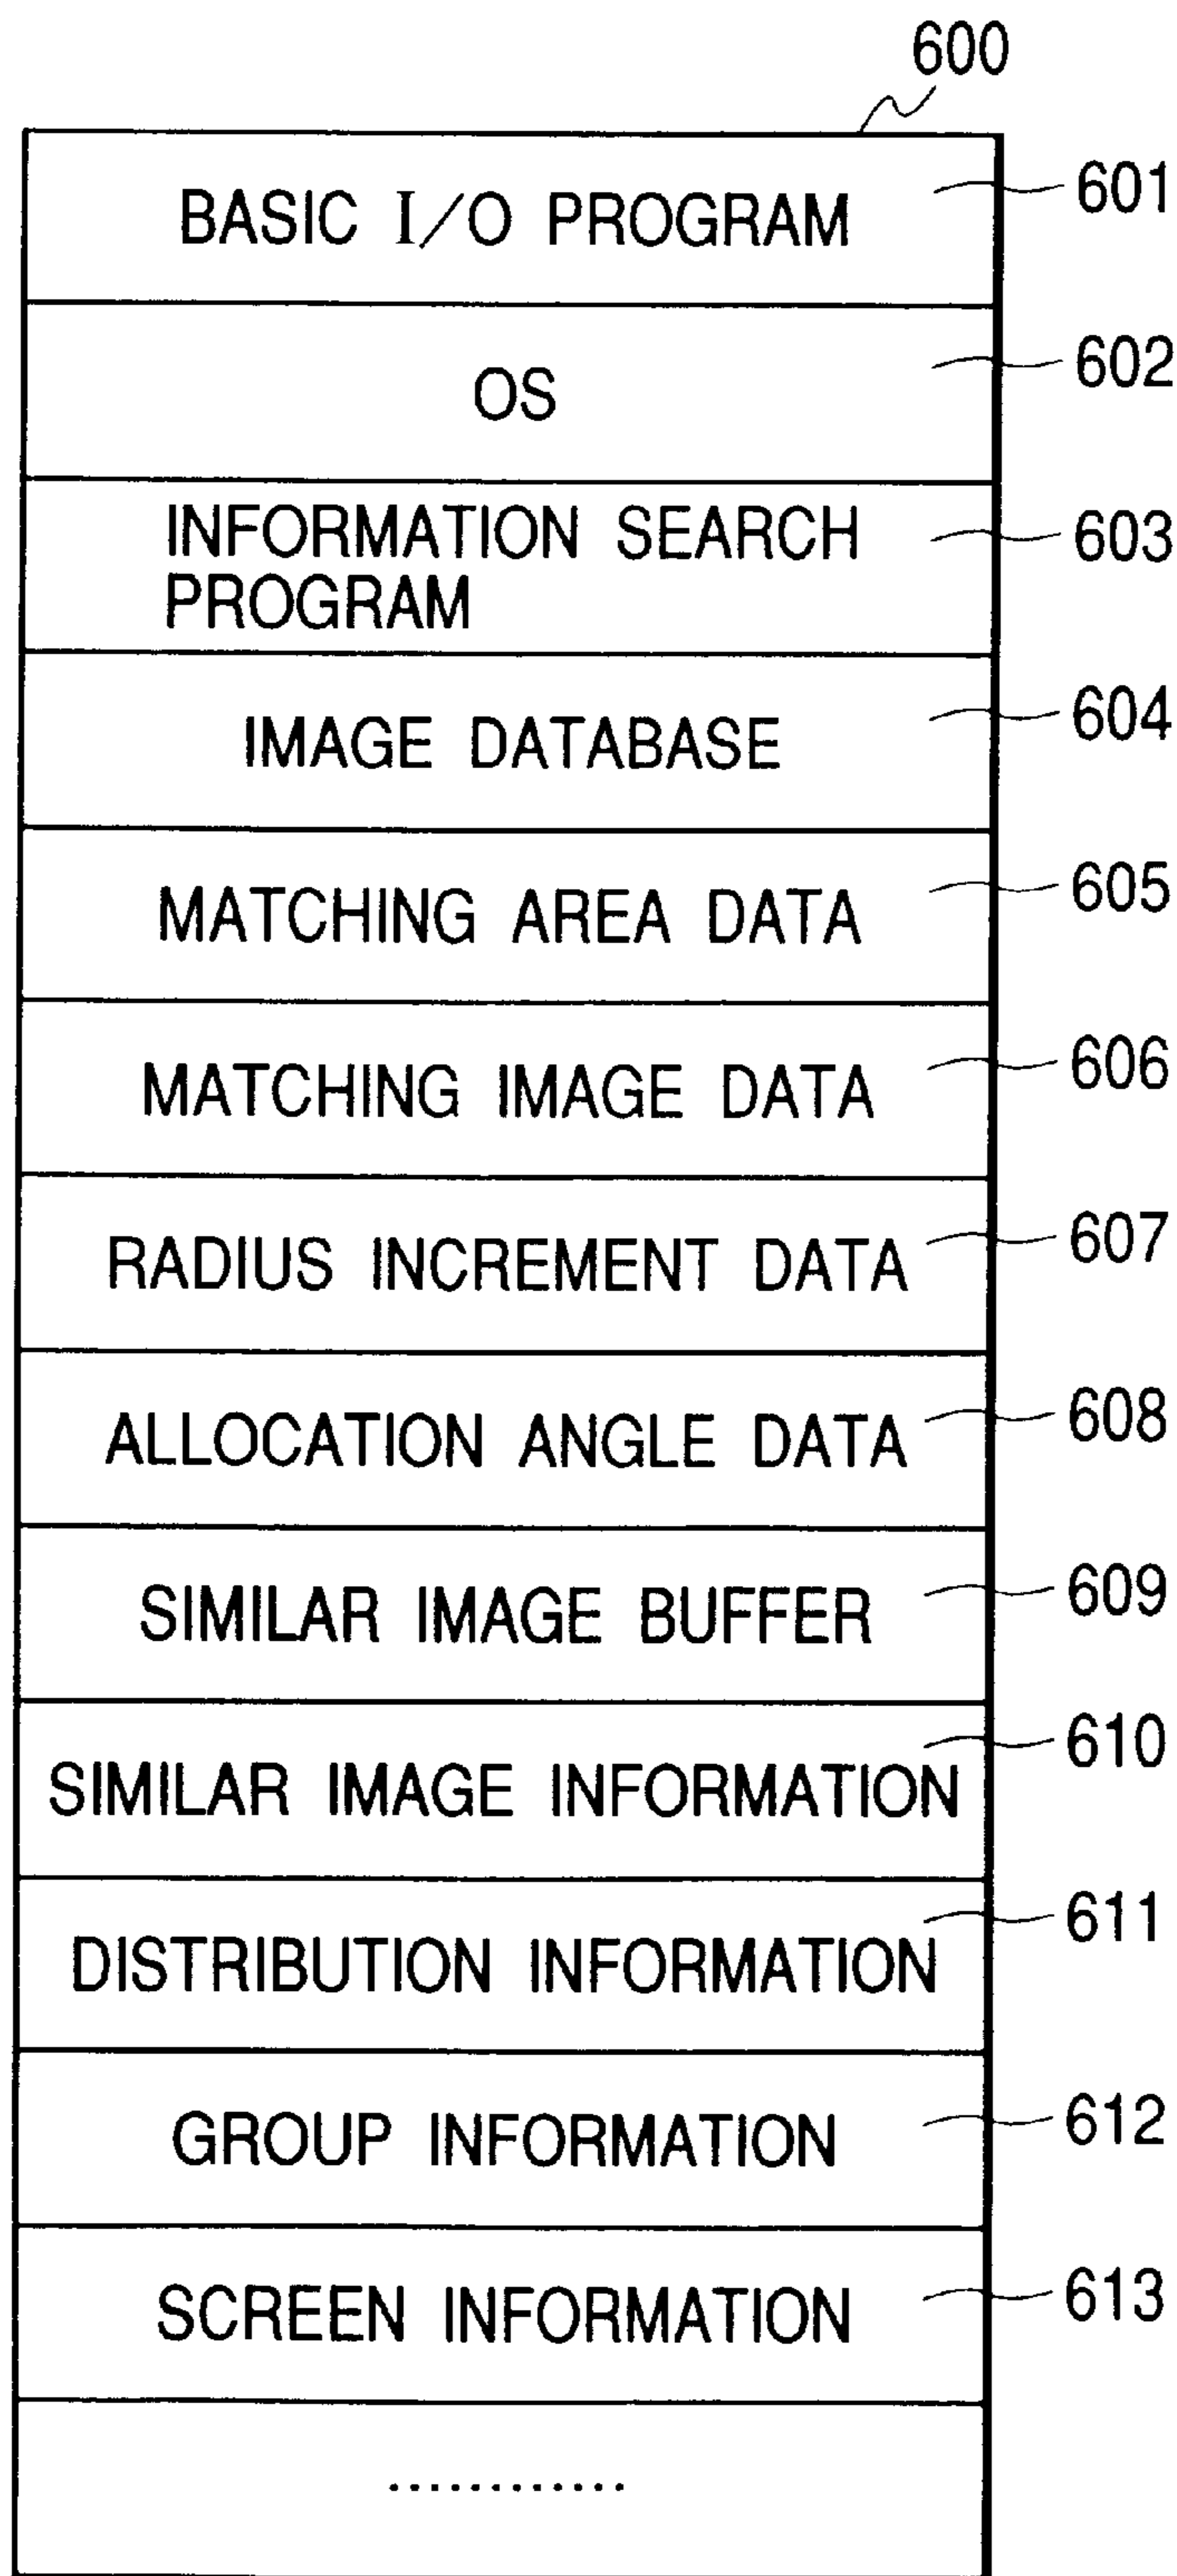 600
BASIC I/O PROGRAM 601
OS 602
INFORMATION SEARCH 603
PROGRAM
IMAGE DATABASE 604
MATCHING AREA DATA 605
MATCHING IMAGE DATA 606
RADIUS INCREMENT DATA 607
ALLOCATION ANGLE DATA 608
SIMILAR IMAGE BUFFER 609
SIMILAR IMAGE INFORMATION 610
DISTRIBUTION INFORMATION 611
GROUP INFORMATION 612
SCREEN INFORMATION 613
............